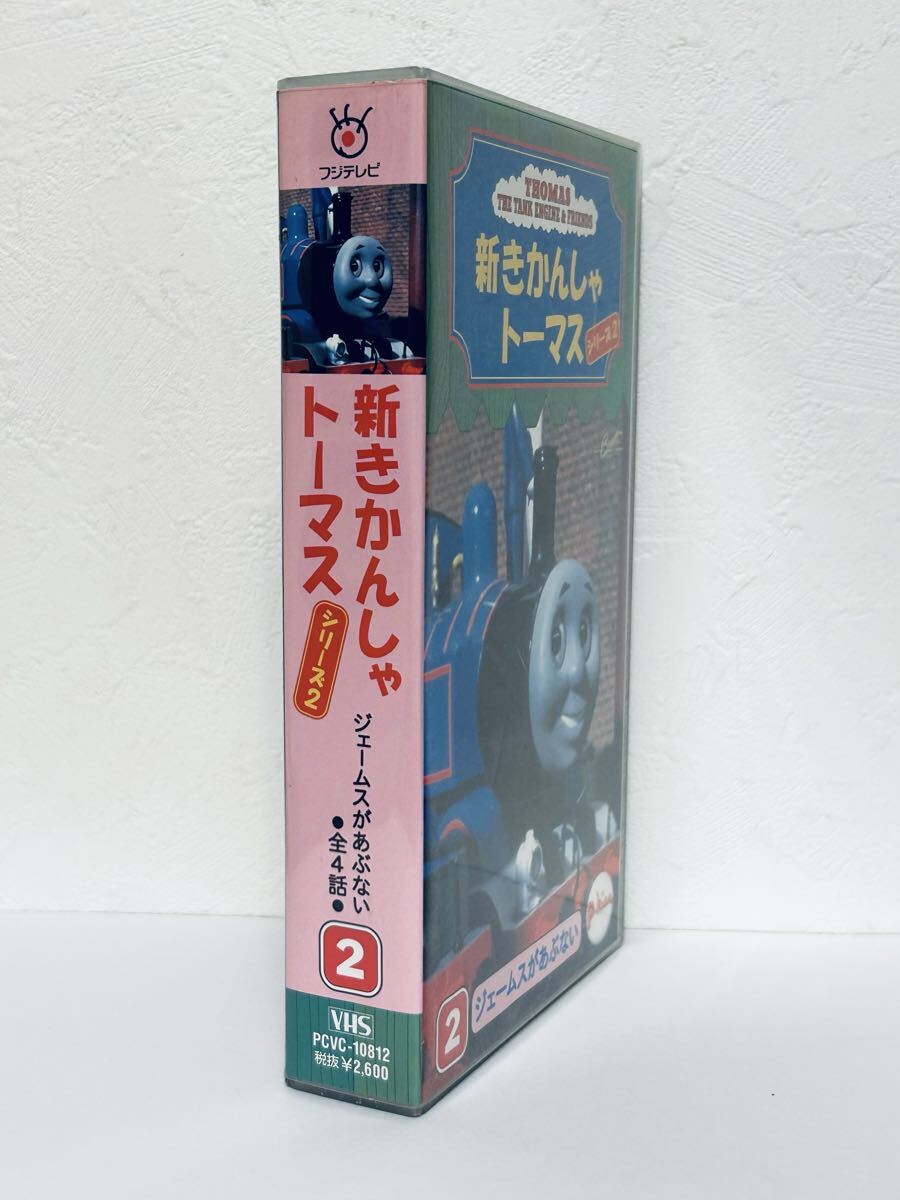 フジテレビ
新きかんしゃ
トーマス
シリーズ2
ジェームスがあぶない
●全4話●
2
VHS
PCVC-10812
税抜¥2,600
THOMAS
THE TANK ENGINE & FRIENDS
新きかんしゃ
トーマス
シリーズ2
2
ジェームスがあぶない